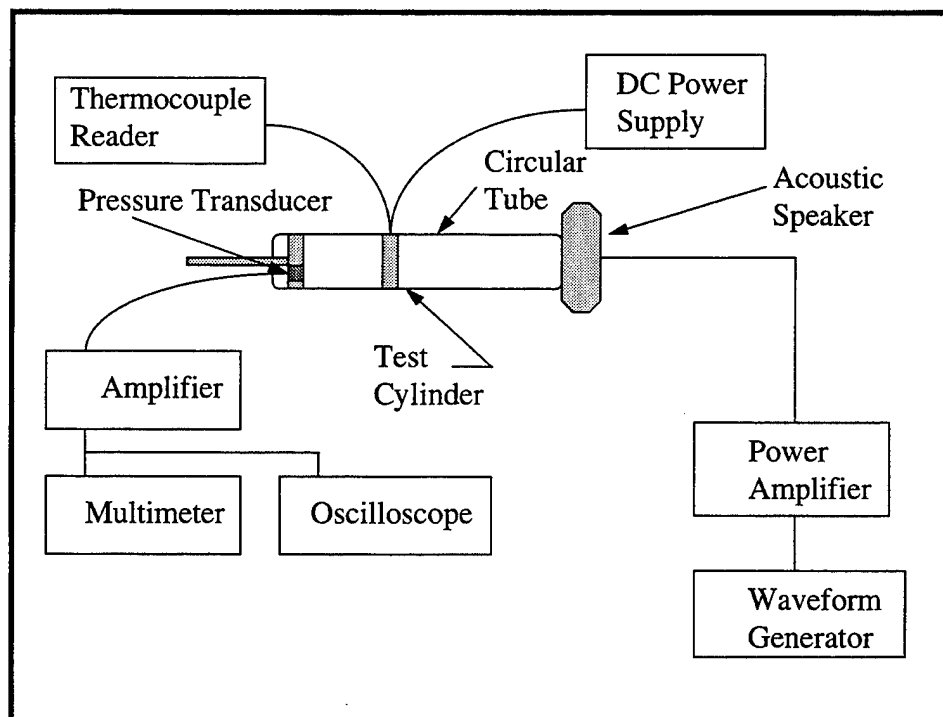 Thermocouple
Reader
DC Power
Supply
Circular
Tube
Acoustic
Speaker
Pressure Transducer
Test
Cylinder
Amplifier
Multimeter
Oscilloscope
Power
Amplifier
Waveform
Generator